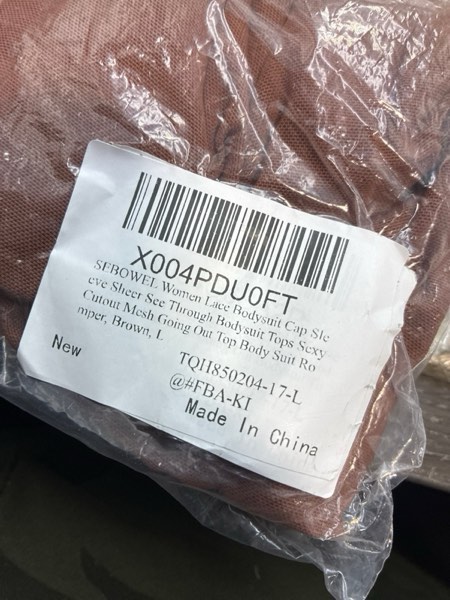 X004PDU0FT
SEBOWEL Women Lace Bodysuit Cap Sle
eve Sheer See Through Bodysuit Tops Sexy
Cutout Mesh Going Out Top Body Suit Ro
mper, Brown, L
New
TQH850204-17-L
@#FBA-KI
Made In China